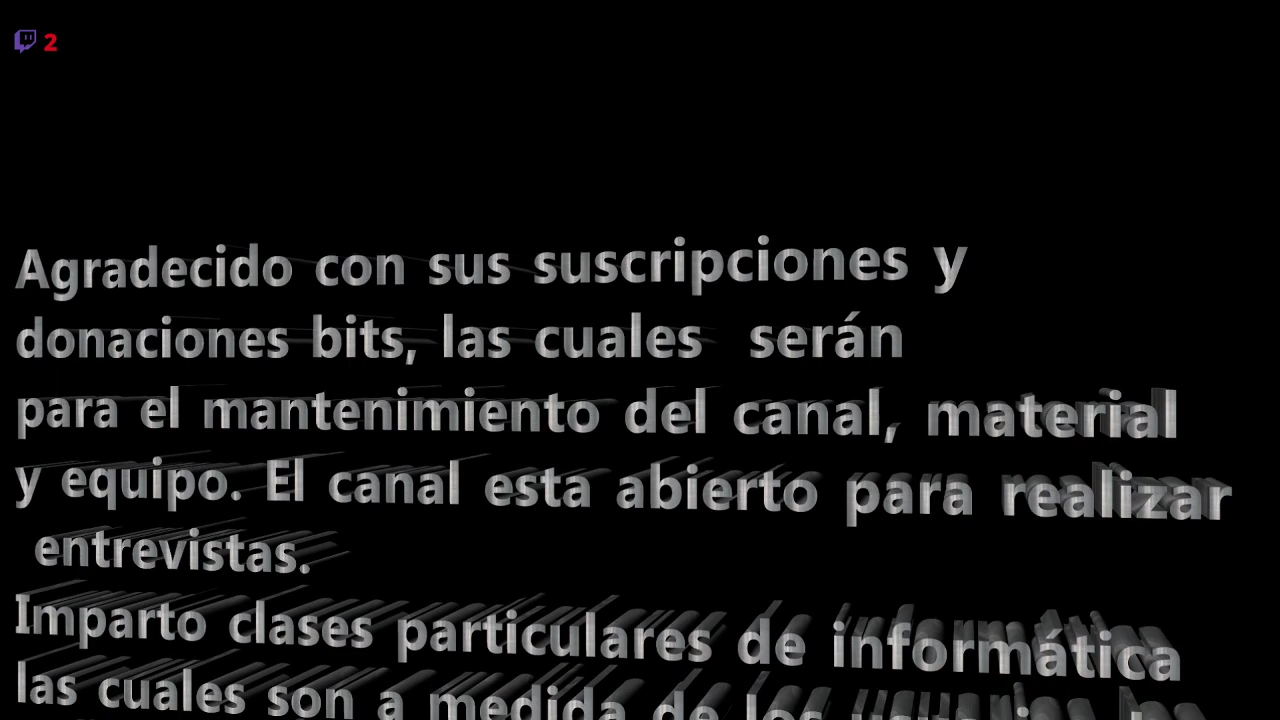 2
Agradecido con sus suscripciones y
donaciones bits, las cuales serán
para el mantenimiento del canal, material
y equipo. El canal esta abierto para realizar
entrevistas.
Imparto clases particulares de informática
las cuales son a medida de los